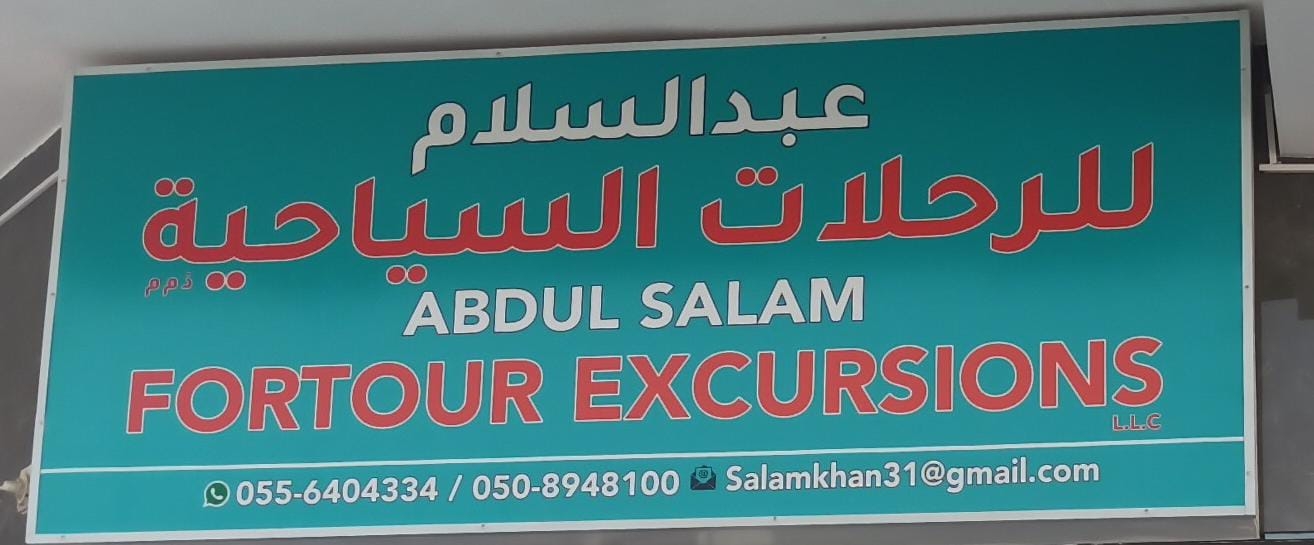 عبدالسلام
للرحلات السياحية
ذ م م
ABDUL SALAM
FORTOUR EXCURSIONS
L.L.C
055-6404334 / 050-8948100 Salamkhan31@gmail.com